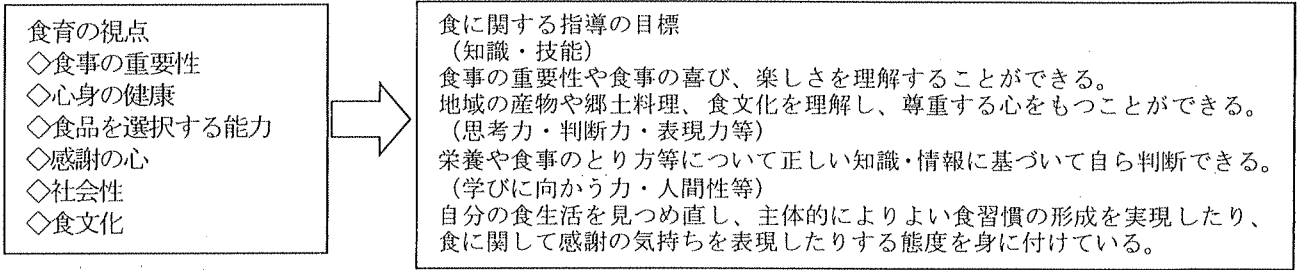 食育の視点
◇食事の重要性
◇心身の健康
◇食品を選択する能力
◇感謝の心
◇社会性
◇食文化
食に関する指導の目標
（知識・技能）
食事の重要性や食事の喜び、楽しさを理解することができる。
地域の産物や郷土料理、食文化を理解し、尊重する心をもつことができる。
（思考力・判断力・表現力等）
栄養や食事のとり方等について正しい知識・情報に基づいて自ら判断できる。
（学びに向かう力・人間性等）
自分の食生活を見つめ直し、主体的によりよい食習慣の形成を実現したり、
食に関して感謝の気持ちを表現したりする態度を身に付けている。